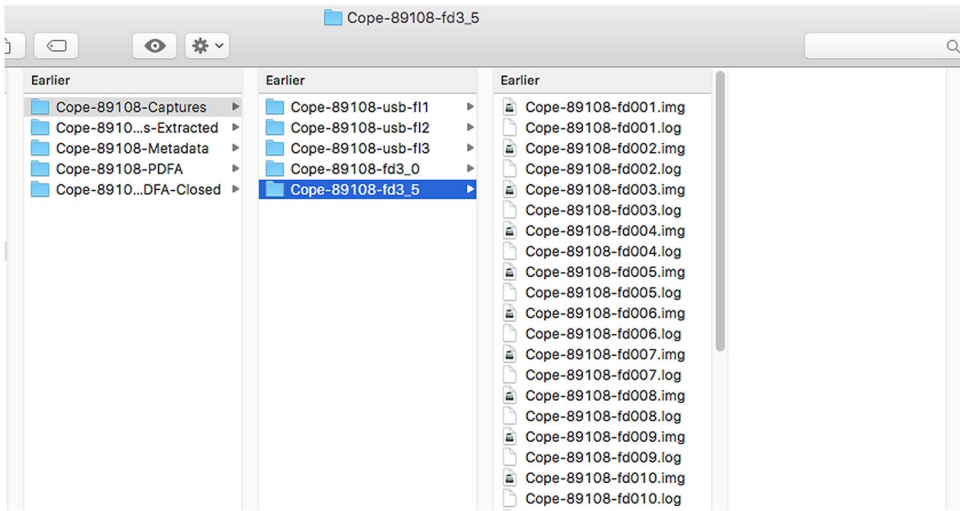 Cope-89108-fd3_5
Earlier
Cope-89108-Captures
Cope-8910...s-Extracted
Cope-89108-Metadata
Cope-89108-PDFA
Cope-8910...DFA-Closed
Earlier
Cope-89108-usb-fl1
Cope-89108-usb-fl2
Cope-89108-usb-fl3
Cope-89108-fd3_0
Cope-89108-fd3_5
Earlier
Cope-89108-fd001.img
Cope-89108-fd001.log
Cope-89108-fd002.img
Cope-89108-fd002.log
Cope-89108-fd003.img
Cope-89108-fd003.log
Cope-89108-fd004.img
Cope-89108-fd004.log
Cope-89108-fd005.img
Cope-89108-fd005.log
Cope-89108-fd006.img
Cope-89108-fd006.log
Cope-89108-fd007.img
Cope-89108-fd007.log
Cope-89108-fd008.img
Cope-89108-fd008.log
Cope-89108-fd009.img
Cope-89108-fd009.log
Cope-89108-fd010.img
Cope-89108-fd010.log